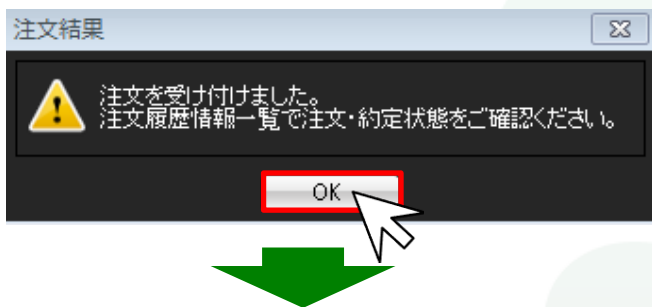 注文結果
注文を受け付けました。
注文履歴情報一覧で注文・約定状態をご確認ください。
OK